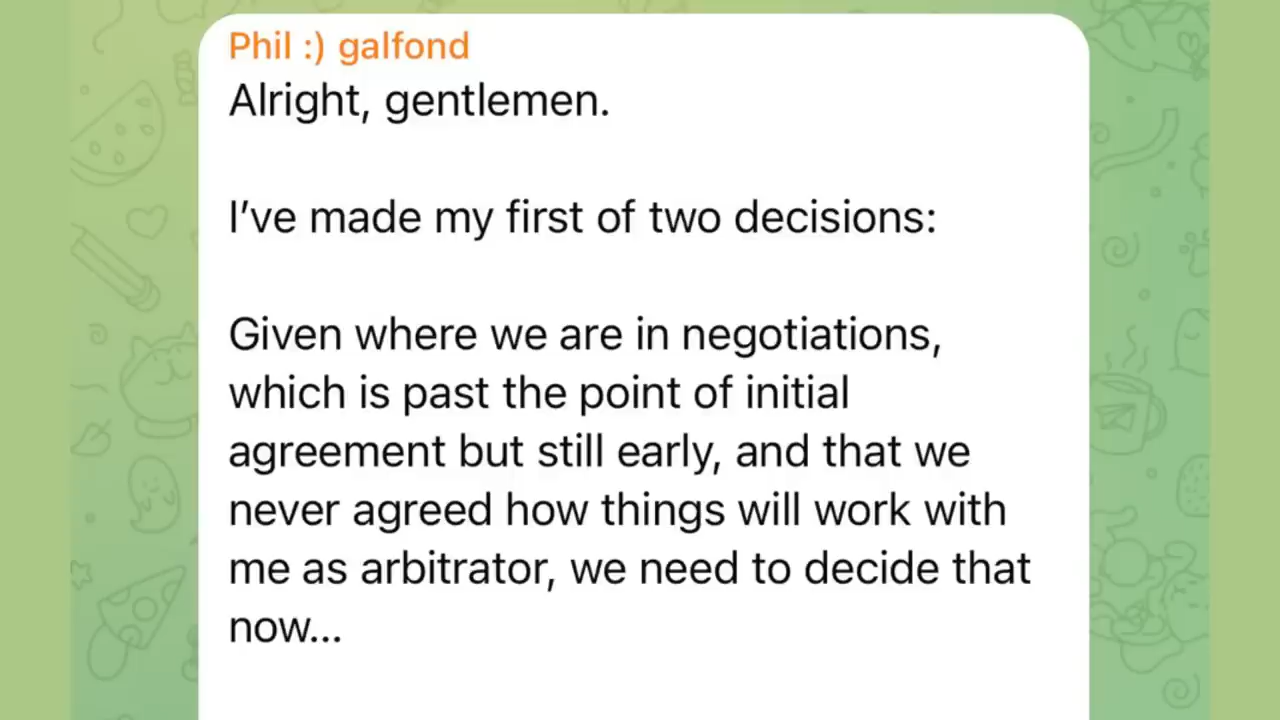 Phil :) galfond
Alright, gentlemen.
I’ve made my first of two decisions:
Given where we are in negotiations,
which is past the point of initial
agreement but still early, and that we
never agreed how things will work with
me as arbitrator, we need to decide that
now...